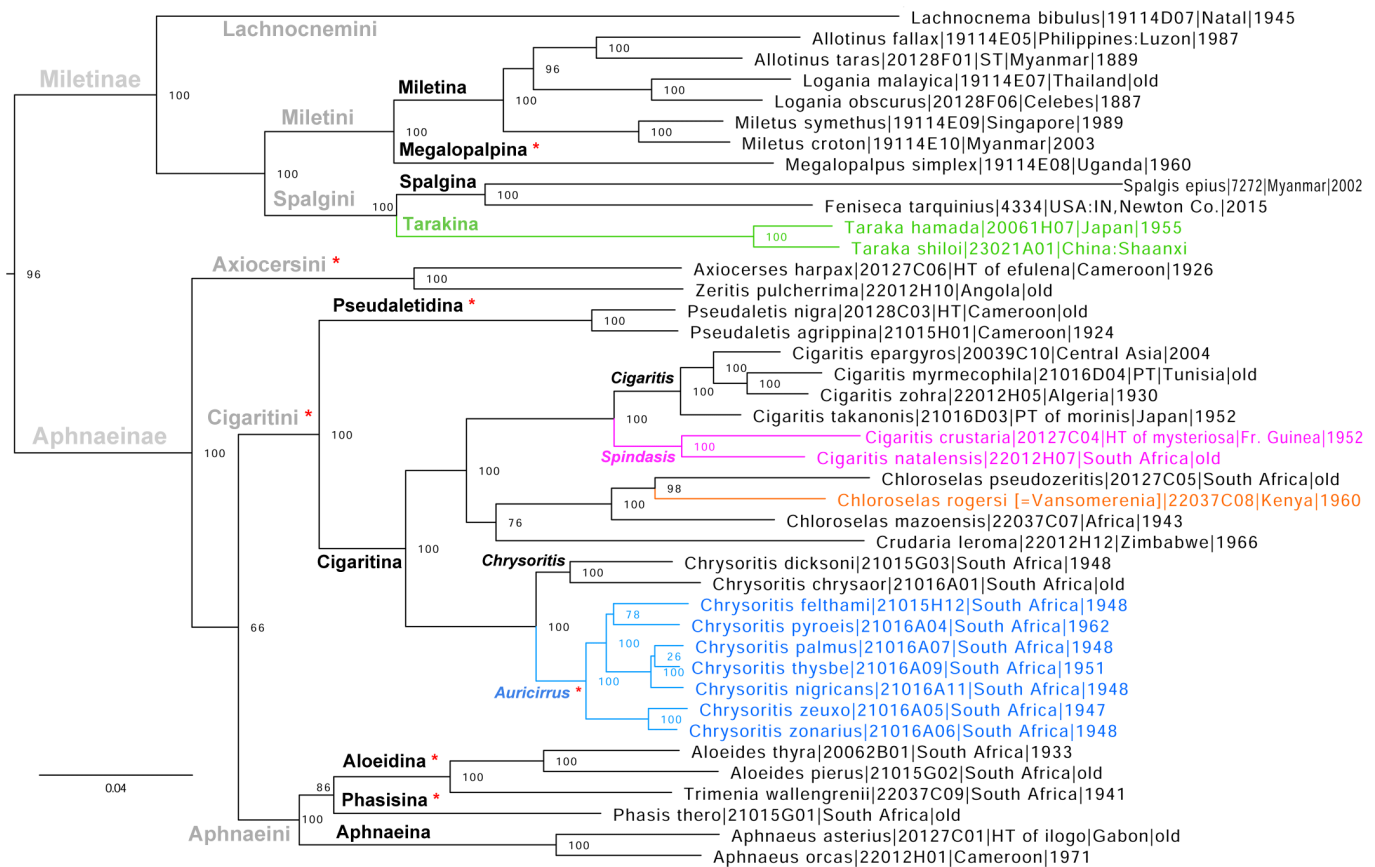 Lachnocnema bibulus|19114D07|Natal|1945
Lachnocnemini
Allotinus fallax|19114E05|Philippines:Luzon|1987
100
Allotinus taras|20128F01|ST|Myanmar|1889
96
Miletinae
Logania malayica|19114E07|Thailand|old
Miletina
100
100
100
Logania obscurus|20128F06|Celebes|1887
Miletini
Miletus symethus|19114E09|Singapore|1989
100
100
Miletus croton|19114E10|Myanmar|2003
Megalopalpina *
Megalopalpus simplex|19114E08|Uganda|1960
100
Spalgina
Spalgis epius|7272|Myanmar|2002
100
Spalgini
100
Feniseca tarquinius|4334|USA:IN,Newton Co.|2015
Tarakina
Taraka hamada|20061H07|Japan|1955
100
Taraka shiloi|23021A01|China:Shaanxi
Axiocersini *
Axiocerses harpax|20127C06|HT of efulena|Cameroon|1926
96
100
Zeritis pulcherrima|22012H10|Angola|old
Pseudaletidina *
Pseudaletis nigra|20128C03|HT|Cameroon|old
100
Pseudaletis agrippina|21015H01|Cameroon|1924
Cigaritis epargyros|20039C10|Central Asia|2004
100
Cigaritis
Cigaritis myrmecophila|21016D04|PT|Tunisia|old
100
100
Cigaritis zohra|22012H05|Algeria|1930
Cigaritini *
100
Cigaritis takanonis|21016D03|PT of morinis|Japan|1952
Aphnaeinae
100
Cigaritis crustaria|20127C04|HT of mysteriosa|Fr. Guinea|1952
100
100
Spindasis
Cigaritis natalensis|22012H07|South Africa|old
100
Chloroselas pseudozeritis|20127C05|South Africa|old
98
Chloroselas rogersi [=Vansomerenia]|22037C08|Kenya|1960
100
Chloroselas mazoensis|22037C07|Africa|1943
76
Crudaria leroma|22012H12|Zimbabwe|1966
100
Cigaritina
Chrysoritis
Chrysoritis dicksoni|21015G03|South Africa|1948
100
Chrysoritis chrysaor|21016A01|South Africa|old
Chrysoritis felthami|21015H12|South Africa|1948
78
66
100
Chrysoritis pyroeis|21016A04|South Africa|1962
100
Chrysoritis palmus|21016A07|South Africa|1948
26
Chrysoritis thysbe|21016A09|South Africa|1951
100
100
Chrysoritis nigricans|21016A11|South Africa|1948
Auricirrus *
Chrysoritis zeuxo|21016A05|South Africa|1947
100
Chrysoritis zonarius|21016A06|South Africa|1948
Aloeidina *
Aloeides thyra|20062B01|South Africa|1933
100
Aloeides pierus|21015G02|South Africa|old
100
0.04
86
Phasisina *
Trimenia wallengrenii|22037C09|South Africa|1941
Phasis thero|21015G01|South Africa|old
100
Aphnaeini
Aphnaeina
Aphnaeus asterius|20127C01|HT of ilogo|Gabon|old
100
Aphnaeus orcas|22012H01|Cameroon|1971